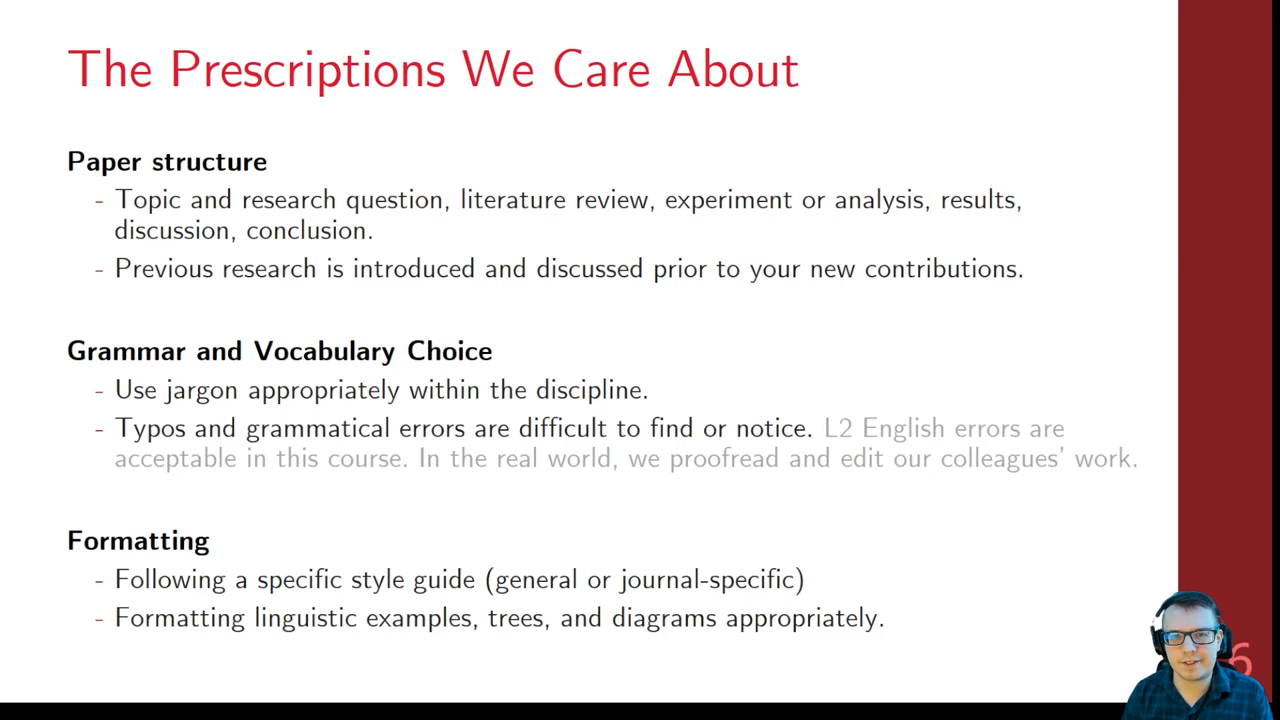 The Prescriptions We Care About
Paper structure
- Topic and research question, literature review, experiment or analysis, results,
discussion, conclusion.
- Previous research is introduced and discussed prior to your new contributions.
Grammar and Vocabulary Choice
- Use jargon appropriately within the discipline.
- Typos and grammatical errors are difficult to find or notice. L2 English errors are
acceptable in this course. In the real world, we proofread and edit our colleagues' work.
Formatting
- Following a specific style guide (general or journal-specific)
- Formatting linguistic examples, trees, and diagrams appropriately.